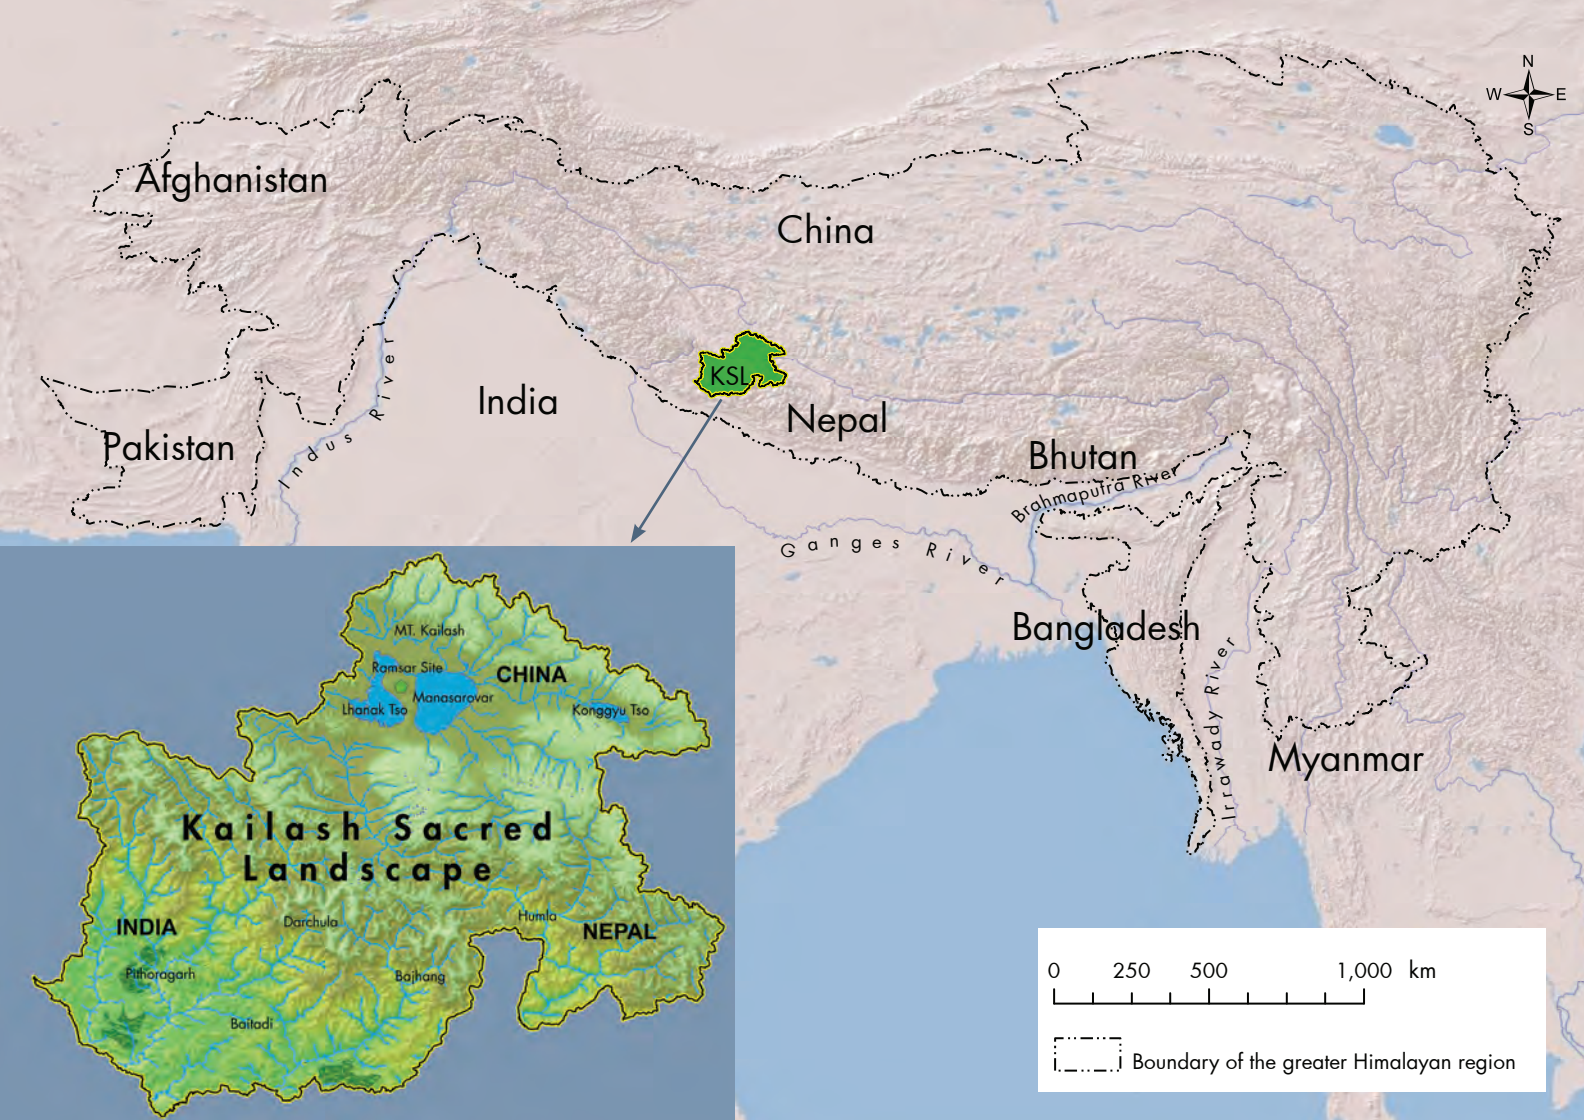 N
W E
S
Afghanistan
China
KSL
India
Nepal
Pakistan
Indus River
Bhutan
Brahmaputra River
Ganges River
Bangladesh
Irrawady River
Myanmar
MT. Kailash
Ramsar Site
CHINA
Manasarovar
Lhanak Tso
Konggyu Tso
Kailash Sacred
Landscape
INDIA
Darchula
Humla
NEPAL
Pithoragarh
Bajhang
Baitadi
0 250 500 1,000 km
Boundary of the greater Himalayan region